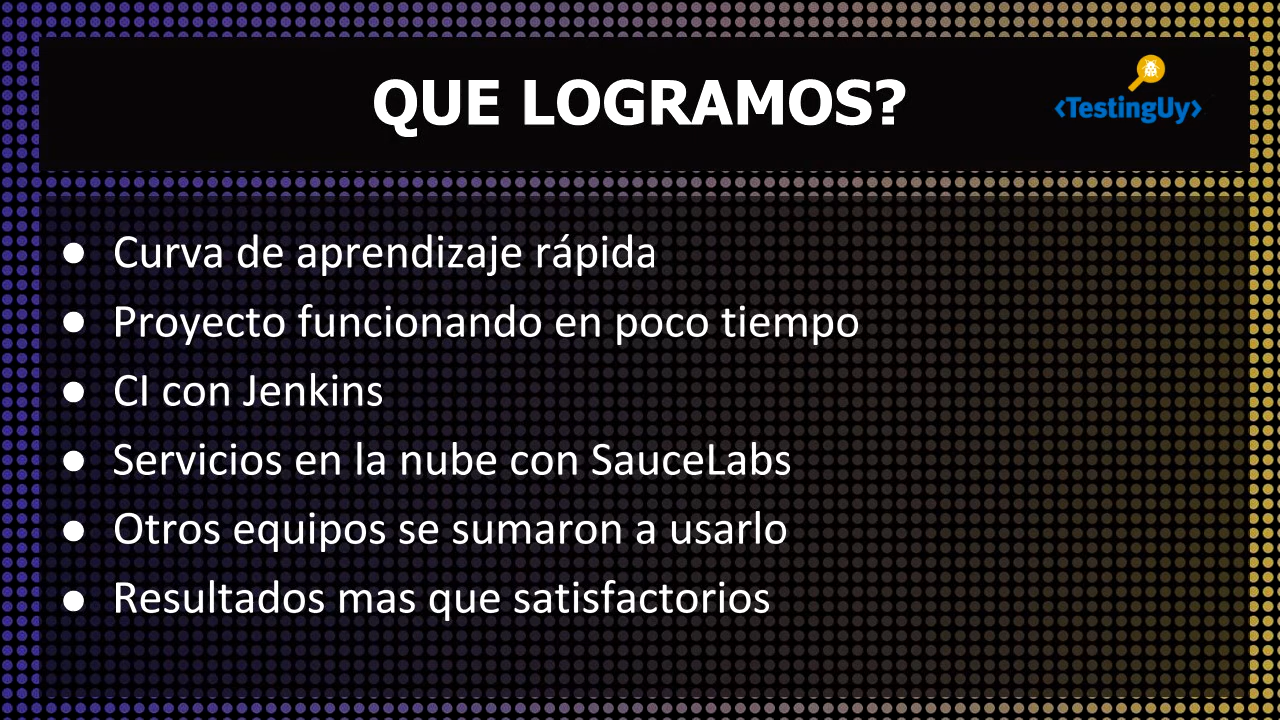 QUE LOGRAMOS?
<TestingUy>
● Curva de aprendizaje rápida
● Proyecto funcionando en poco tiempo
● CI con Jenkins
● Servicios en la nube con SauceLabs
● Otros equipos se sumaron a usarlo
● Resultados mas que satisfactorios